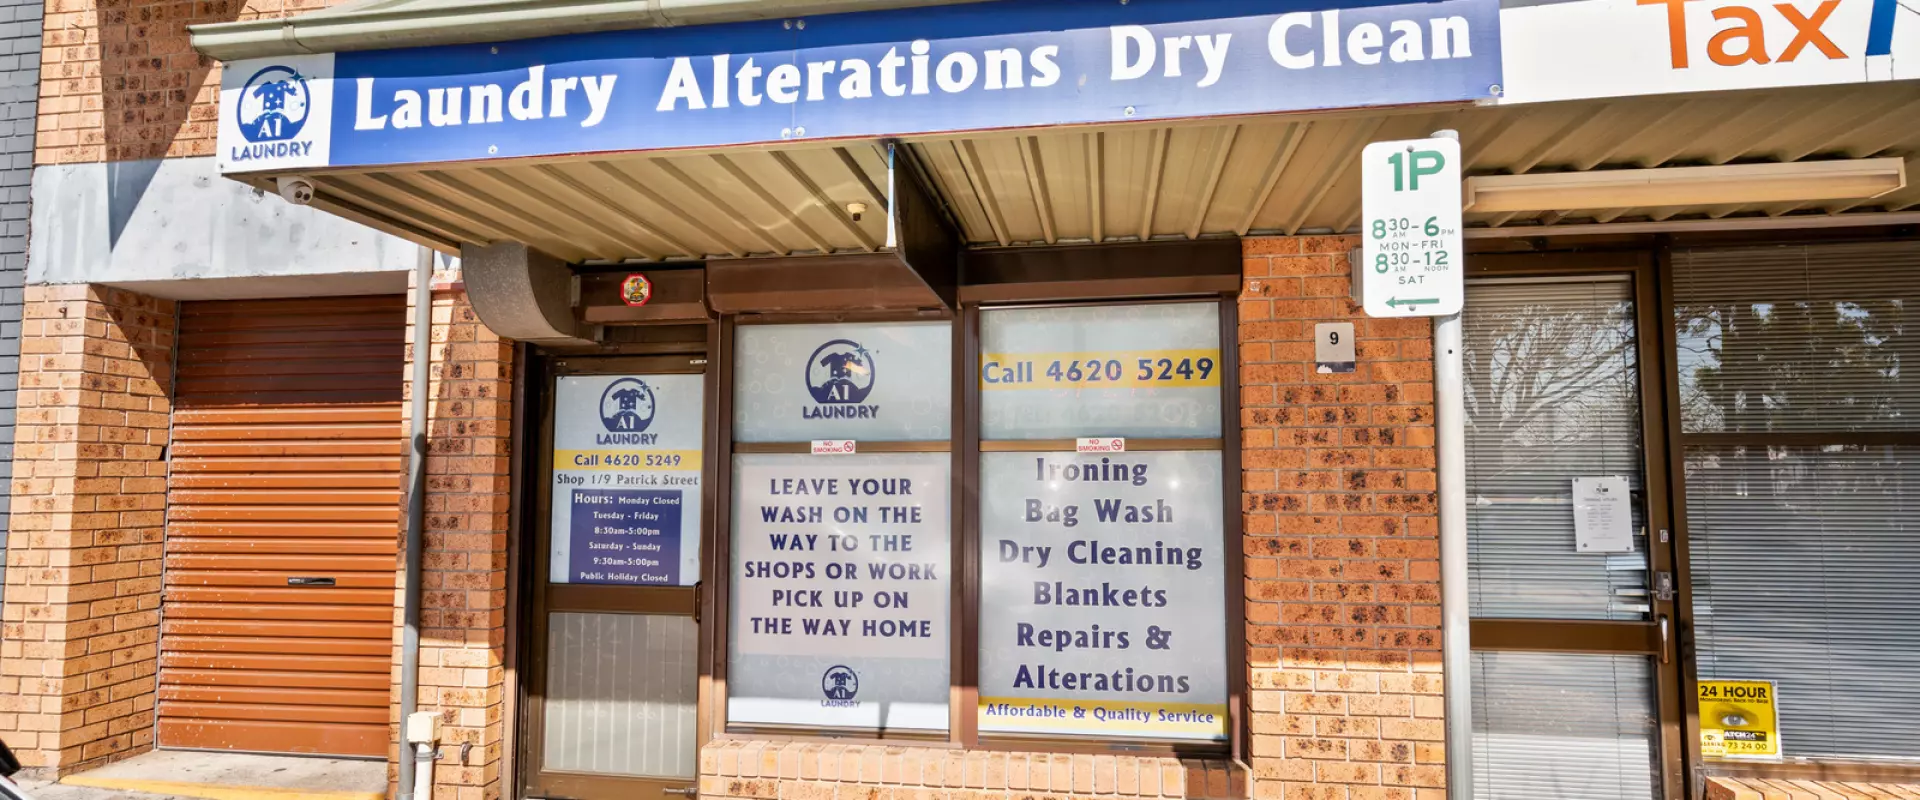 Laundry Alterations Dry Clean
A1
LAUNDRY
Tax
1P
8³⁰ AM - 6 PM
MON-FRI
8³⁰ AM - 12 NOON
SAT
9
A1
LAUNDRY
Call 4620 5249
Shop 1/9 Patrick Street
Hours: Monday Closed
Tuesday - Friday
8:30am-5:00pm
Saturday - Sunday
9:30am-5:00pm
Public Holiday Closed
A1
LAUNDRY
NO SMOKING
LEAVE YOUR
WASH ON THE
WAY TO THE
SHOPS OR WORK
PICK UP ON
THE WAY HOME
A1
LAUNDRY
Call 4620 5249
NO SMOKING
Ironing
Bag Wash
Dry Cleaning
Blankets
Repairs &
Alterations
Affordable & Quality Service
24 HOUR
73 24 00